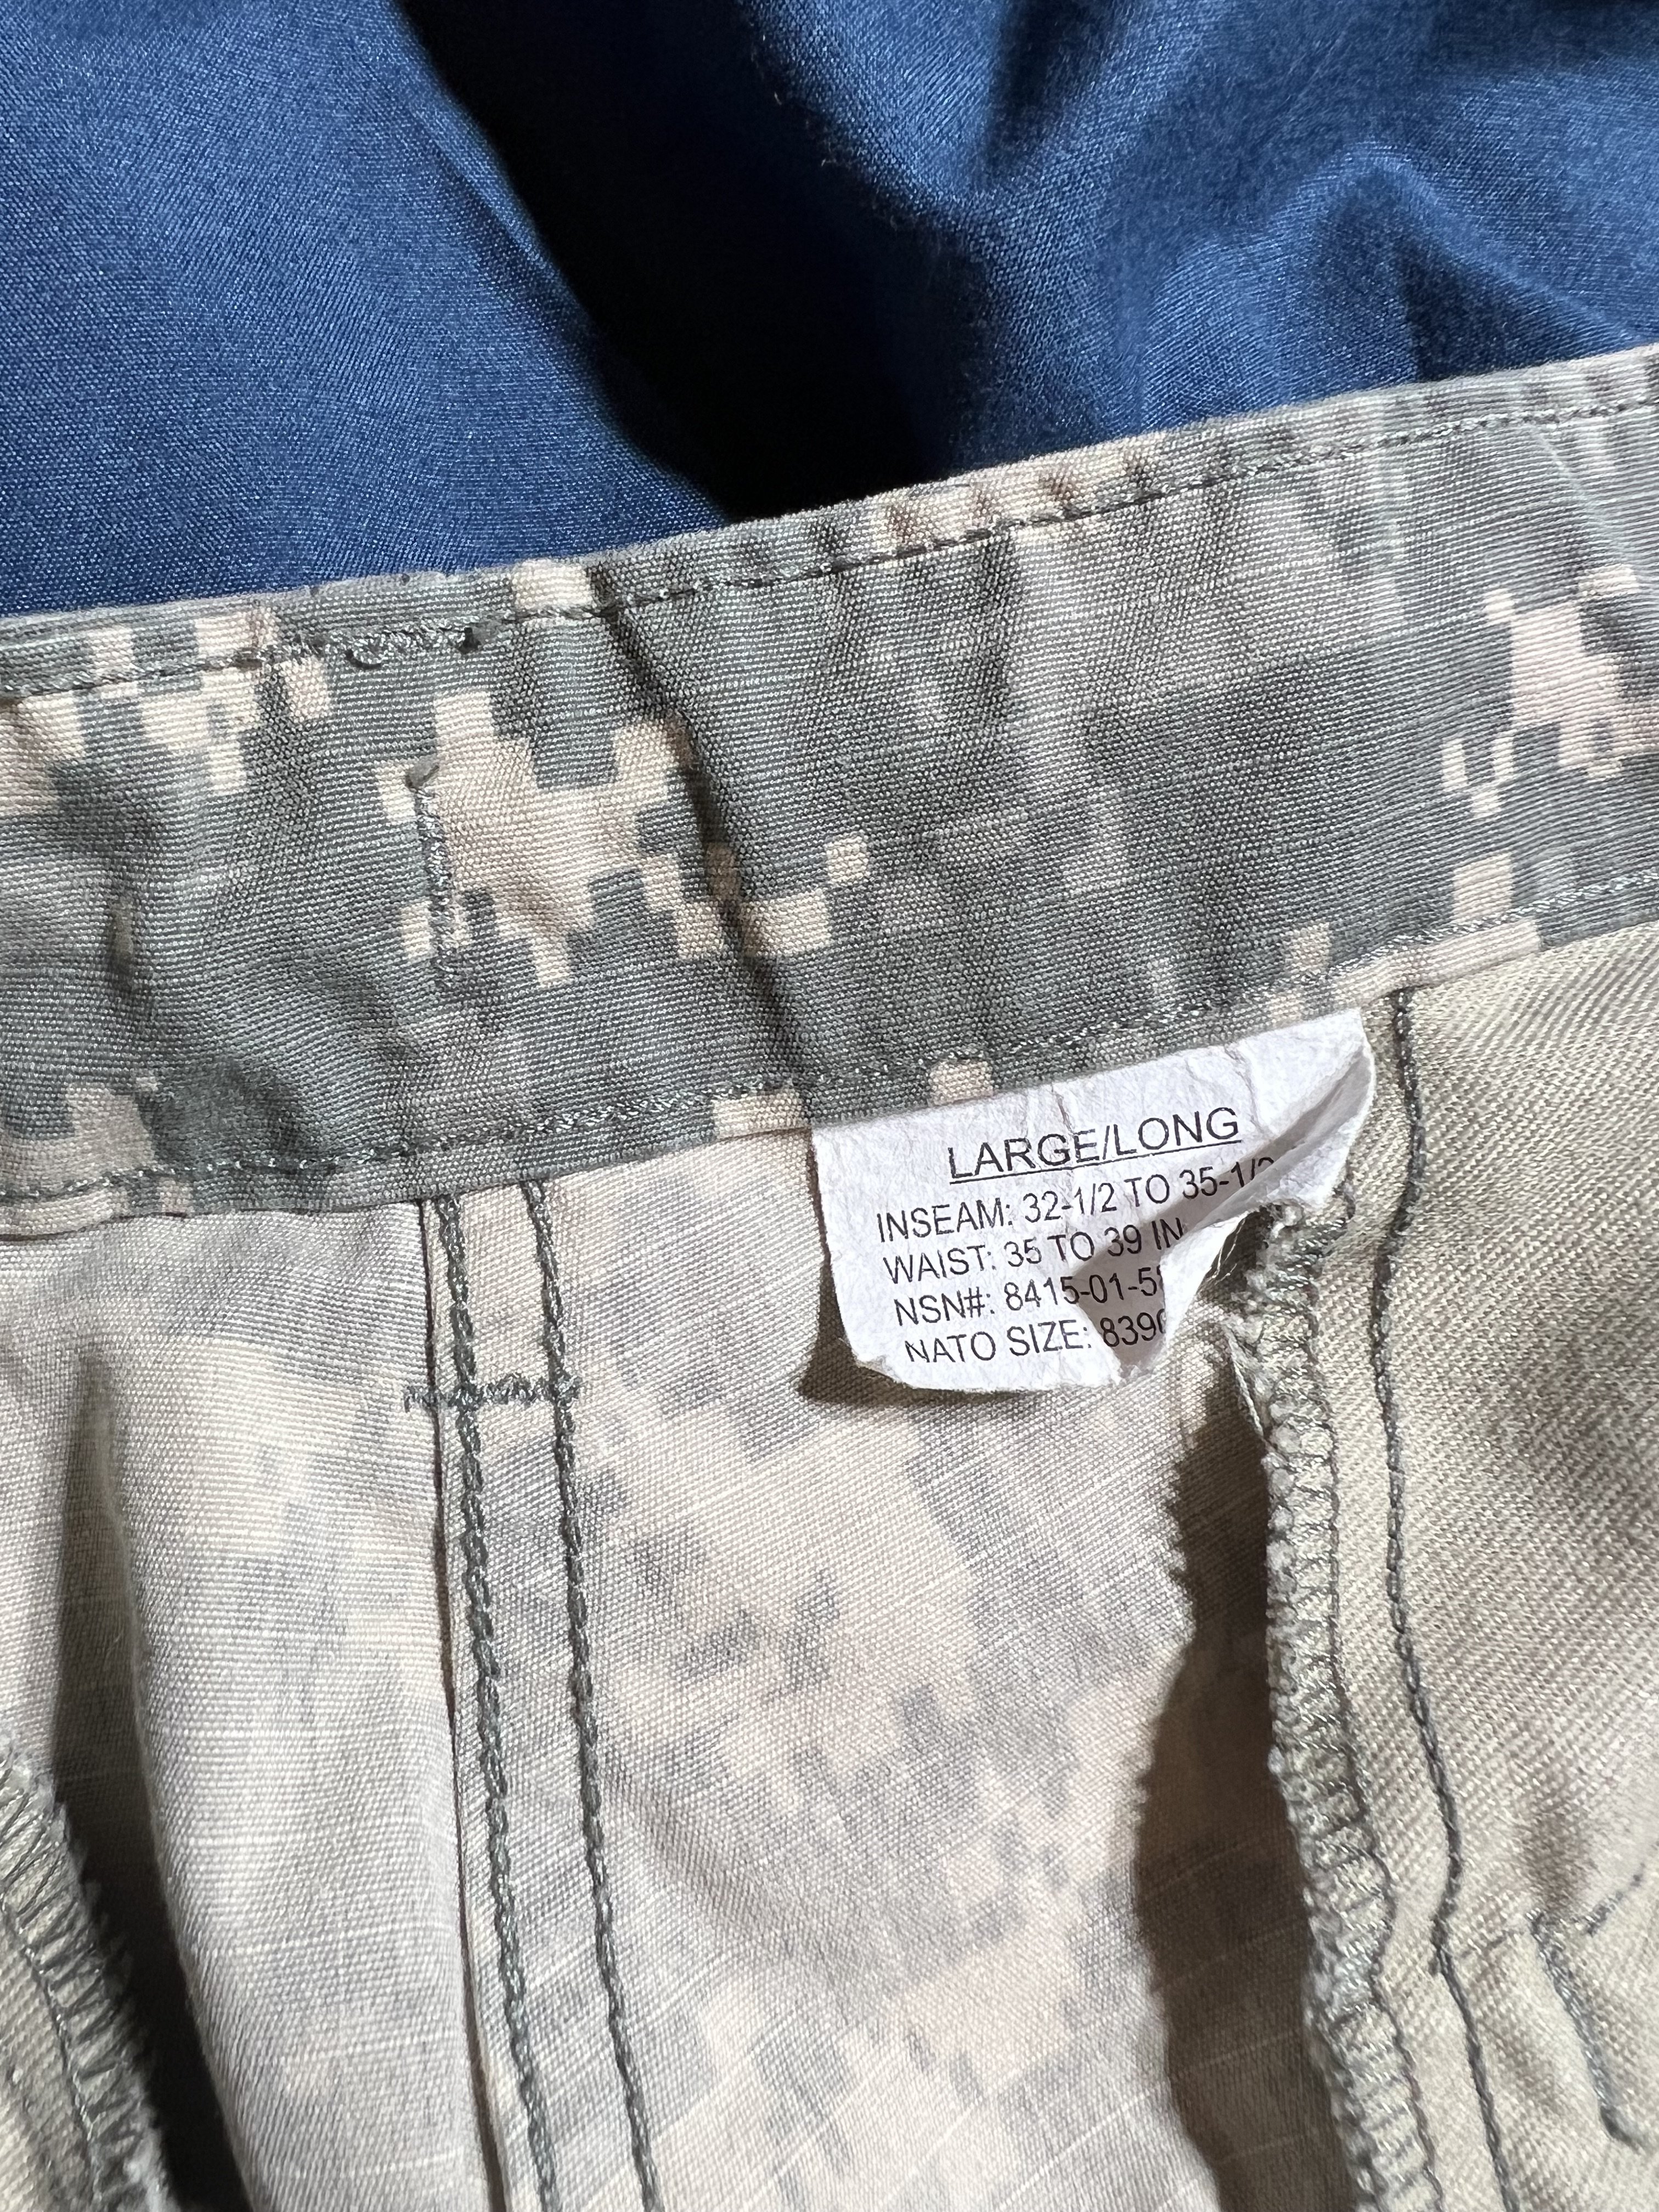 LARGE/LONG
INSEAM: 32-1/2 TO 35-1/2
WAIST: 35 TO 39 IN
NSN#: 8415-01-5
NATO SIZE: 839